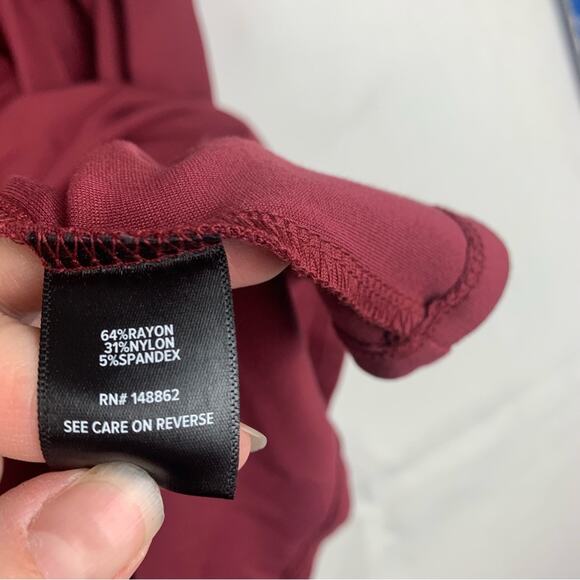 64%RAYON
31%NYLON
5%SPANDEX
RN# 148862
SEE CARE ON REVERSE